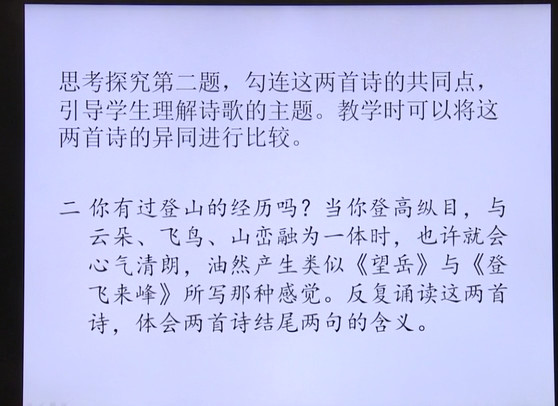 思考探究第二题，勾连这两首诗的共同点，
引导学生理解诗歌的主题。教学时可以将这
两首诗的异同进行比较。
二 你有过登山的经历吗？当你登高纵目，与
云朵、飞鸟、山峦融为一体时，也许就会
心气清朗，油然产生类似《望岳》与《登
飞来峰》所写那种感觉。反复诵读这两首
诗，体会两首诗结尾两句的含义。